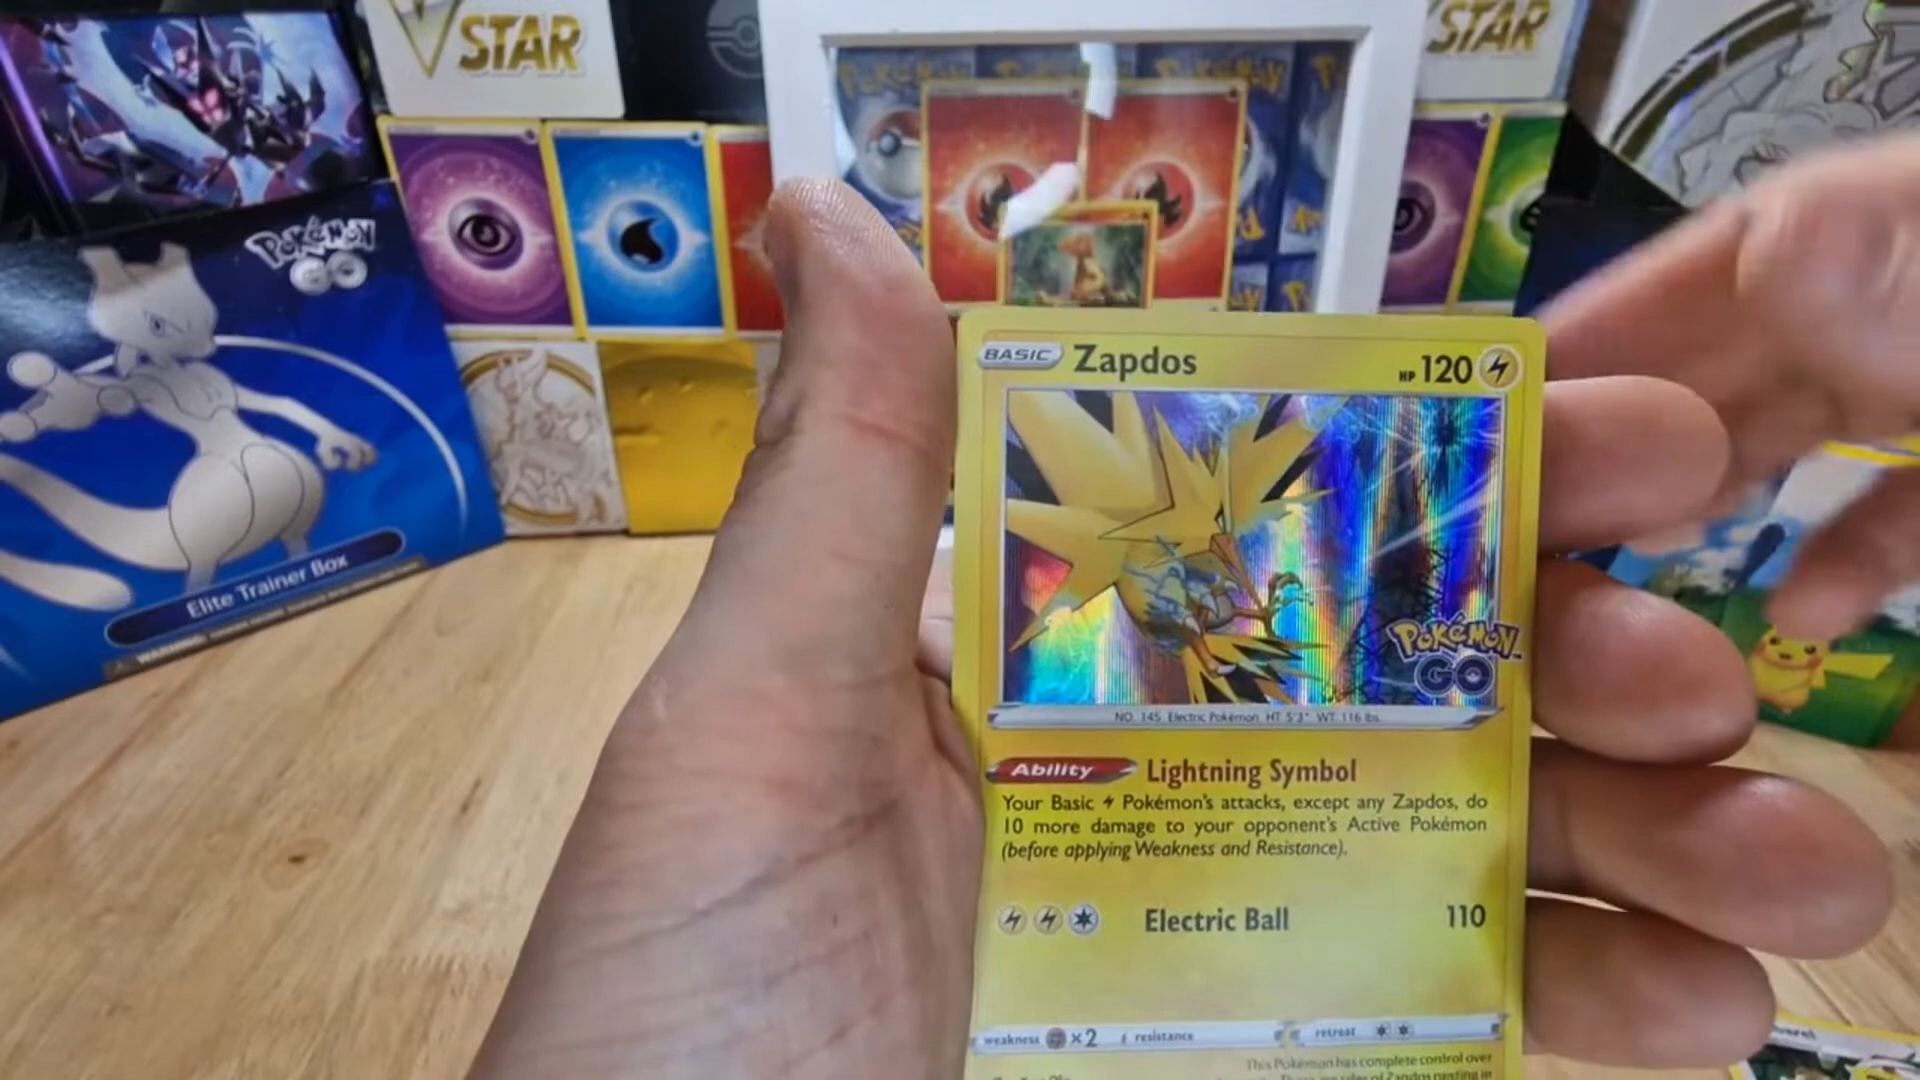 STAR
STAR
POKÉMON
GO
Elite Trainer Box
WARNING
BASIC Zapdos HP 120
POKÉMON
GO
NO. 145 Electric Pokémon HT 5'3" WT 116 lbs.
Ability Lightning Symbol
Your Basic Pokémon's attacks, except any Zapdos, do
10 more damage to your opponent's Active Pokémon
(before applying Weakness and Resistance).
Electric Ball 110
weakness ×2 resistance retreat
This Pokémon has complete control over